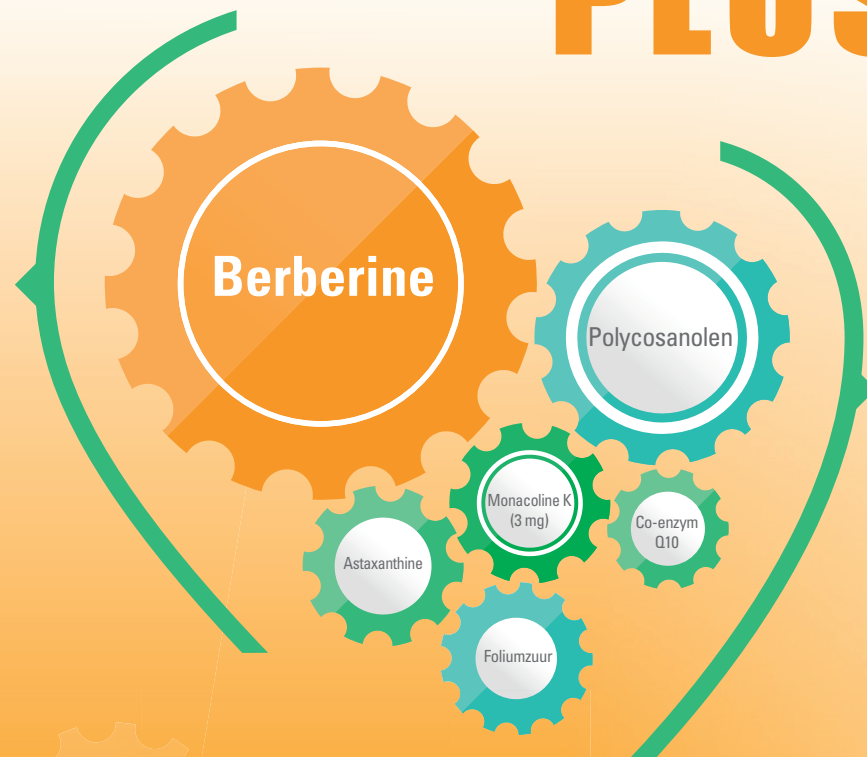 PLUS
Berberine
Polycosanolen
Monacoline K
(3 mg)
Co-enzym
Q10
Astaxanthine
Foliumzuur